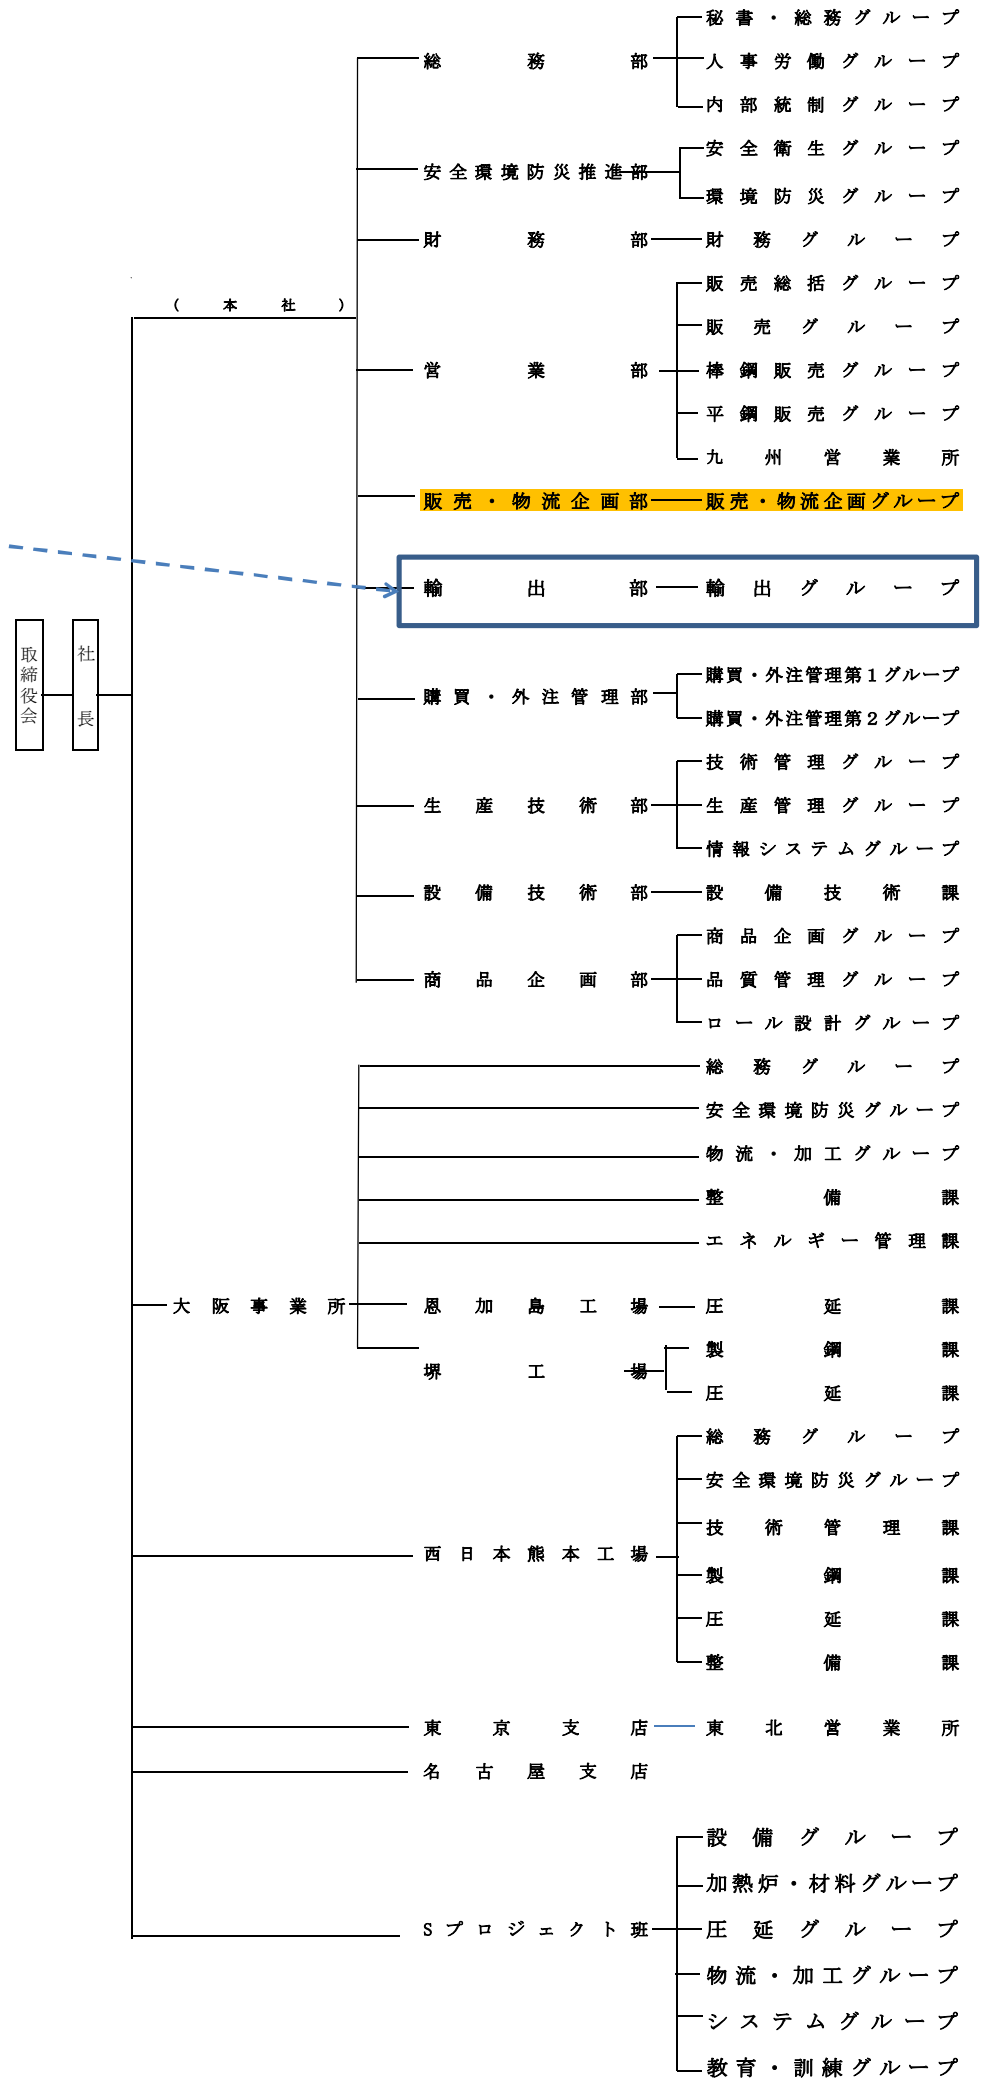 秘書・総務グループ
総務部
人事労働グループ
内部統制グループ
安全衛生グループ
安全環境防災推進部
環境防災グループ
財務部
財務グループ
販売総括グループ
（本社）
販売グループ
営業部
棒鋼販売グループ
平鋼販売グループ
九州営業所
販売・物流企画部
販売・物流企画グループ
輸出部
輸出グループ
取締役会
社長
購買・外注管理第１グループ
購買・外注管理部
購買・外注管理第２グループ
技術管理グループ
生産技術部
生産管理グループ
情報システムグループ
設備技術部
設備技術課
商品企画グループ
商品企画部
品質管理グループ
ロール設計グループ
総務グループ
安全環境防災グループ
物流・加工グループ
整備課
エネルギー管理課
大阪事業所
恩加島工場
圧延課
製鋼課
堺工場
圧延課
総務グループ
安全環境防災グループ
技術管理課
西日本熊本工場
製鋼課
圧延課
整備課
東京支店
東北営業所
名古屋支店
設備グループ
加熱炉・材料グループ
Sプロジェクト班
圧延グループ
物流・加工グループ
システムグループ
教育・訓練グループ